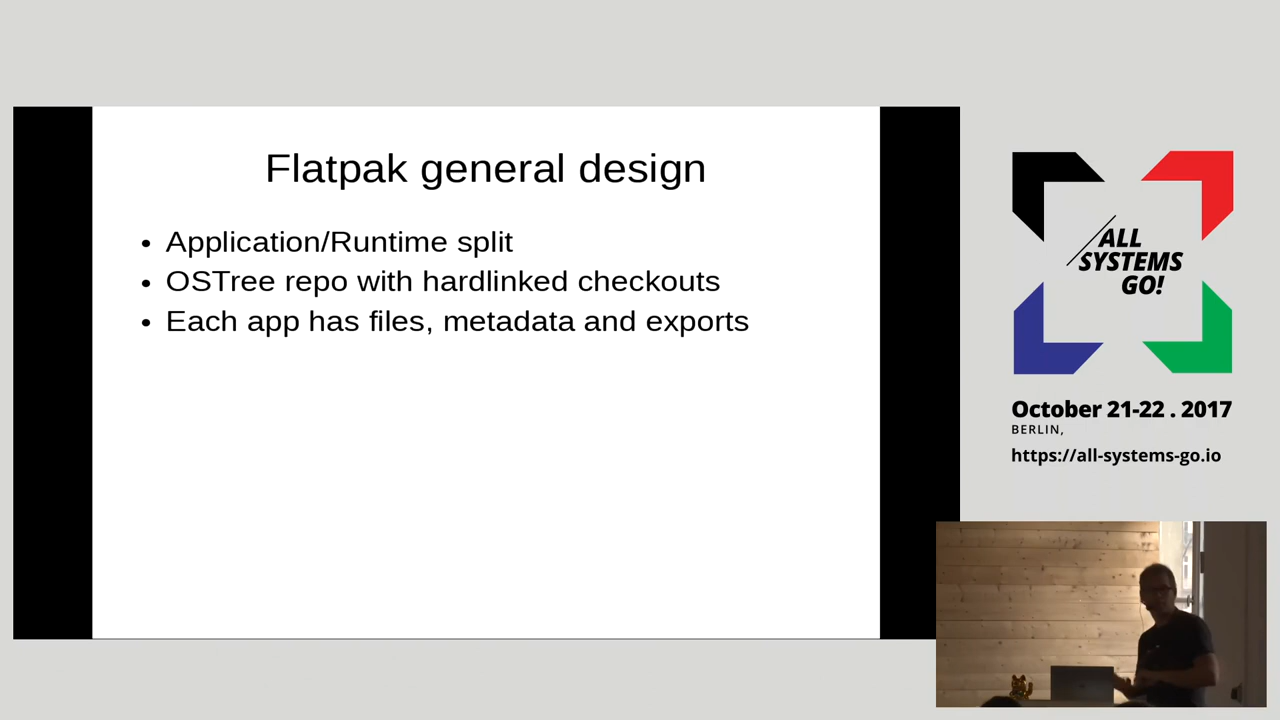 Flatpak general design
• Application/Runtime split
• OSTree repo with hardlinked checkouts
• Each app has files, metadata and exports
ALL
SYSTEMS
GO!
October 21-22 . 2017
BERLIN,
https://all-systems-go.io